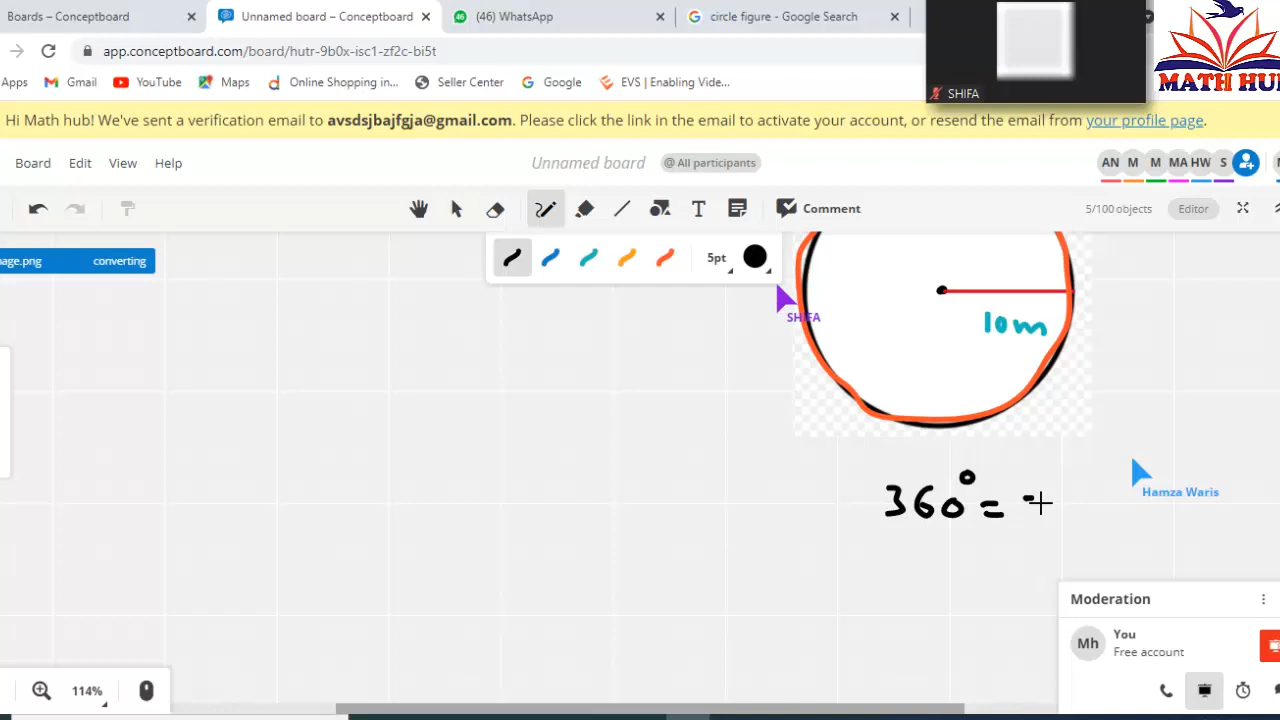 Boards – Conceptboard
Unnamed board – Conceptboard
46
(46) WhatsApp
circle figure - Google Search
app.conceptboard.com/board/hutr-9b0x-isc1-zf2c-bi5t
SHIFA
MATH HUB
Apps
Gmail
YouTube
Maps
Online Shopping in...
Seller Center
Google
EVS | Enabling Vide...
Hi Math hub! We've sent a verification email to avsdsjbajfgja@gmail.com. Please click the link in the email to activate your account, or resend the email from your profile page.
Board
Edit
View
Help
Unnamed board
@ All participants
AN
M
M
MA
HW
S
T
Comment
5/100 objects
Editor
5pt
nage.png
converting
SHIFA
10m
360° =
Hamza Waris
Moderation
Mh
You
Free account
114%